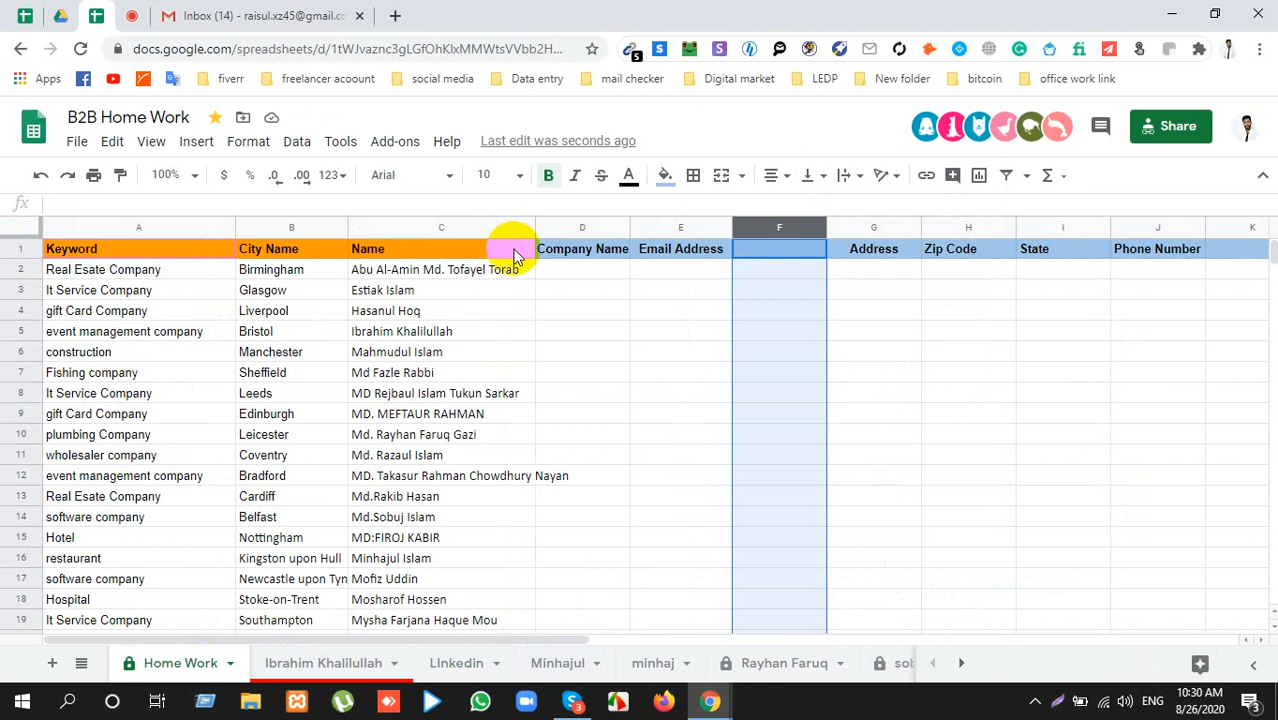 Inbox (14) - raisul.xz45@gmail.co
docs.google.com/spreadsheets/d/1tWJvaznc3gLGfOhKlxMMWtsVVbb2H...
Apps fiverr freelancer acoount social media Data entry mail checker Digital market LEDP New folder bitcoin office work link
B2B Home Work
File Edit View Insert Format Data Tools Add-ons Help Last edit was seconds ago
Share
100% $ % .0 .00 123 Arial 10 B I S A
fx
A B C D E F G H I J K
1 Keyword City Name Name Company Name Email Address Address Zip Code State Phone Number
2 Real Esate Company Birmingham Abu Al-Amin Md. Tofayel Torab
3 It Service Company Glasgow Estiak Islam
4 gift Card Company Liverpool Hasanul Hoq
5 event management company Bristol Ibrahim Khalilullah
6 construction Manchester Mahmudul Islam
7 Fishing company Sheffield Md Fazle Rabbi
8 It Service Company Leeds MD Rejbaul Islam Tukun Sarkar
9 gift Card Company Edinburgh MD. MEFTAUR RAHMAN
10 plumbing Company Leicester Md. Rayhan Faruq Gazi
11 wholesaler company Coventry Md. Razaul Islam
12 event management company Bradford MD. Takasur Rahman Chowdhury Nayan
13 Real Esate Company Cardiff Md.Rakib Hasan
14 software company Belfast Md.Sobuj Islam
15 Hotel Nottingham MD:FIROJ KABIR
16 restaurant Kingston upon Hull Minhajul Islam
17 software company Newcastle upon Tyn Mofiz Uddin
18 Hospital Stoke-on-Trent Mosharof Hossen
19 It Service Company Southampton Mysha Farjana Haque Mou
Home Work Ibrahim Khalilullah LInkedin Minhajul minhaj Rayhan Faruq sob
ENG
10:30 AM
8/26/2020